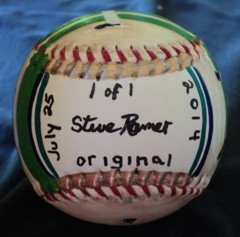 1 of 1
July 25
Steve Ramer
2014
original